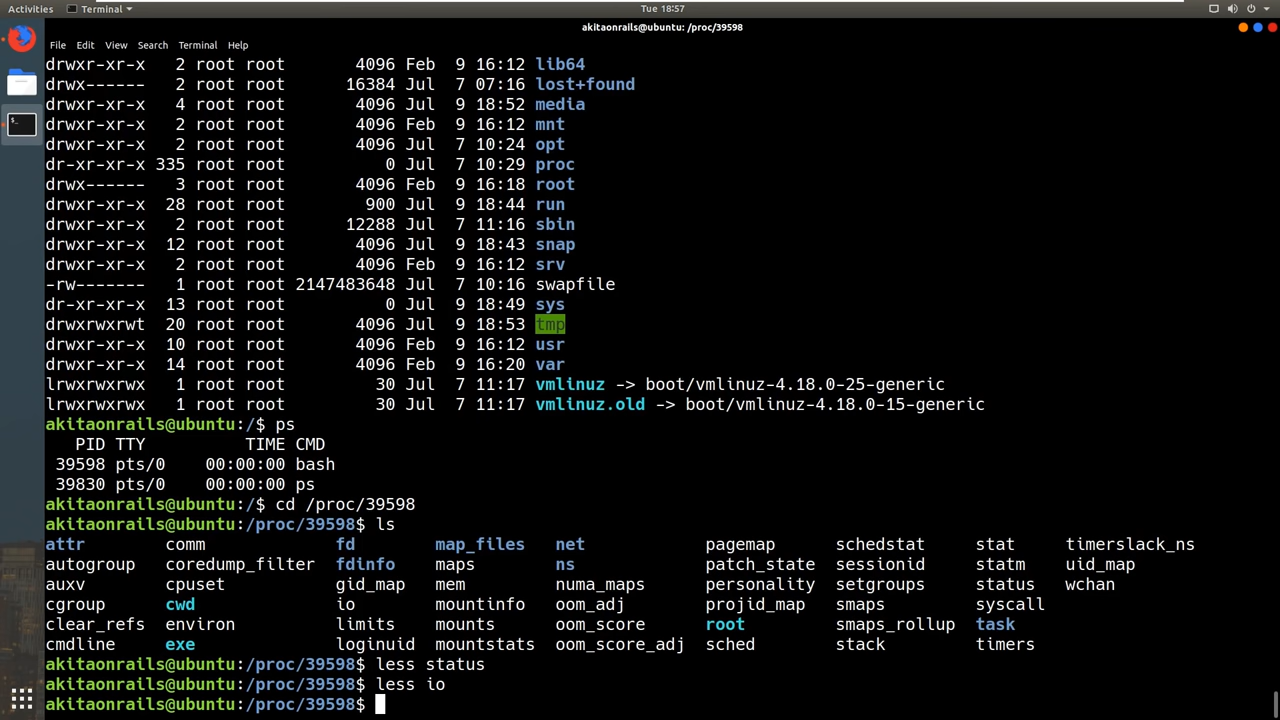 Activities Terminal Tue 18:57
akitaonrails@ubuntu: /proc/39598
File Edit View Search Terminal Help
drwxr-xr-x 2 root root 4096 Feb 9 16:12 lib64
drwx------ 2 root root 16384 Jul 7 07:16 lost+found
drwxr-xr-x 4 root root 4096 Jul 9 18:52 media
drwxr-xr-x 2 root root 4096 Feb 9 16:12 mnt
drwxr-xr-x 2 root root 4096 Jul 7 10:24 opt
dr-xr-xr-x 335 root root 0 Jul 7 10:29 proc
drwx------ 3 root root 4096 Feb 9 16:18 root
drwxr-xr-x 28 root root 900 Jul 9 18:44 run
drwxr-xr-x 2 root root 12288 Jul 7 11:16 sbin
drwxr-xr-x 12 root root 4096 Jul 9 18:43 snap
drwxr-xr-x 2 root root 4096 Feb 9 16:12 srv
-rw------- 1 root root 2147483648 Jul 7 10:16 swapfile
dr-xr-xr-x 13 root root 0 Jul 9 18:49 sys
drwxrwxrwt 20 root root 4096 Jul 9 18:53 tmp
drwxr-xr-x 10 root root 4096 Feb 9 16:12 usr
drwxr-xr-x 14 root root 4096 Feb 9 16:20 var
lrwxrwxrwx 1 root root 30 Jul 7 11:17 vmlinuz -> boot/vmlinuz-4.18.0-25-generic
lrwxrwxrwx 1 root root 30 Jul 7 11:17 vmlinuz.old -> boot/vmlinuz-4.18.0-15-generic
akitaonrails@ubuntu:/$ ps
PID TTY TIME CMD
39598 pts/0 00:00:00 bash
39830 pts/0 00:00:00 ps
akitaonrails@ubuntu:/$ cd /proc/39598
akitaonrails@ubuntu:/proc/39598$ ls
attr comm fd map_files net pagemap schedstat stat timerslack_ns
autogroup coredump_filter fdinfo maps ns patch_state sessionid statm uid_map
auxv cpuset gid_map mem numa_maps personality setgroups status wchan
cgroup cwd io mountinfo oom_adj projid_map smaps syscall
clear_refs environ limits mounts oom_score root smaps_rollup task
cmdline exe loginuid mountstats oom_score_adj sched stack timers
akitaonrails@ubuntu:/proc/39598$ less status
akitaonrails@ubuntu:/proc/39598$ less io
akitaonrails@ubuntu:/proc/39598$